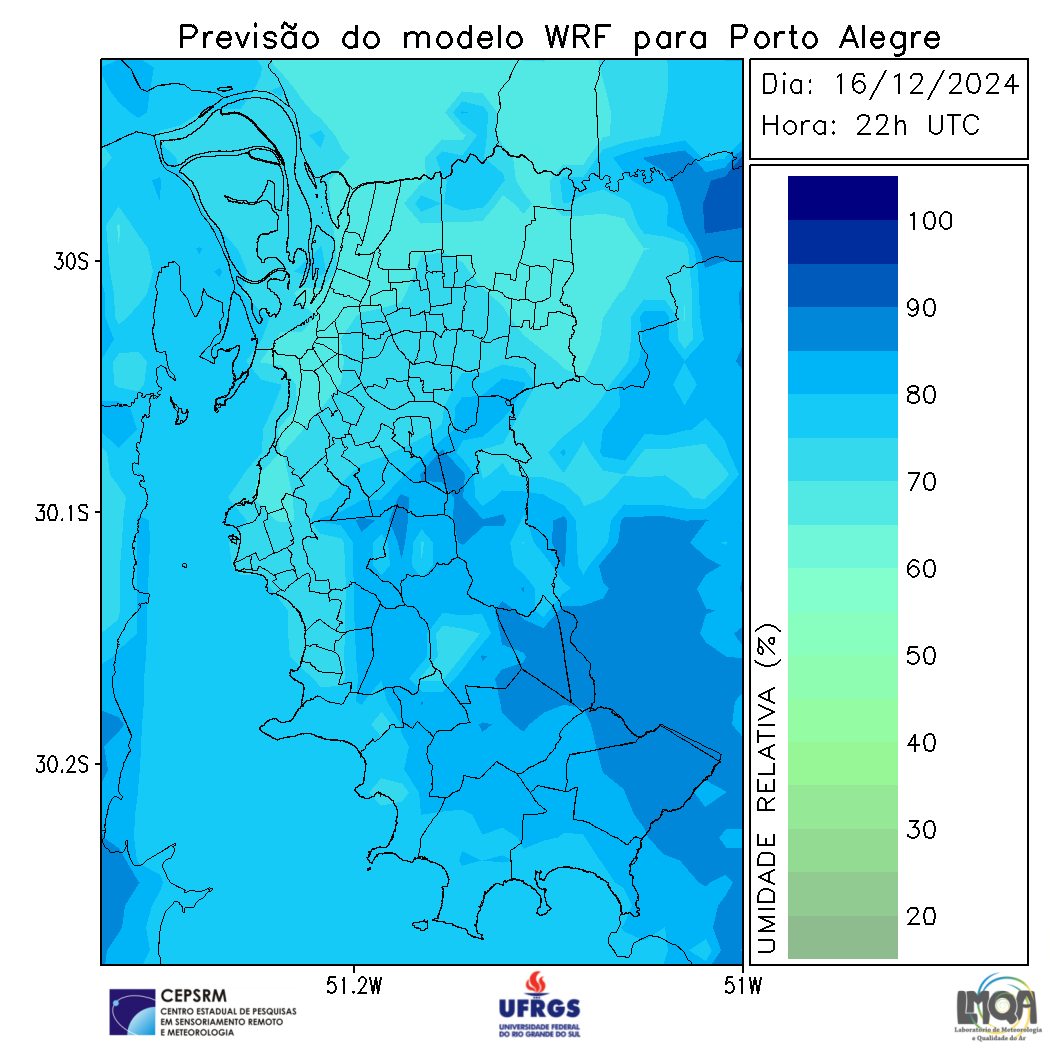 Previsão do modelo WRF para Porto Alegre
Dia: 16/12/2024
Hora: 22h UTC
30S
30.1S
30.2S
51.2W
51W
100
90
80
70
60
50
40
30
20
UMIDADE RELATIVA (%)
CEPSRM
CENTRO ESTADUAL DE PESQUISAS
EM SENSORIAMENTO REMOTO
E METEOROLOGIA
UFRGS
UNIVERSIDADE FEDERAL
DO RIO GRANDE DO SUL
LMQA
Laboratório de Meteorologia
e Qualidade do Ar